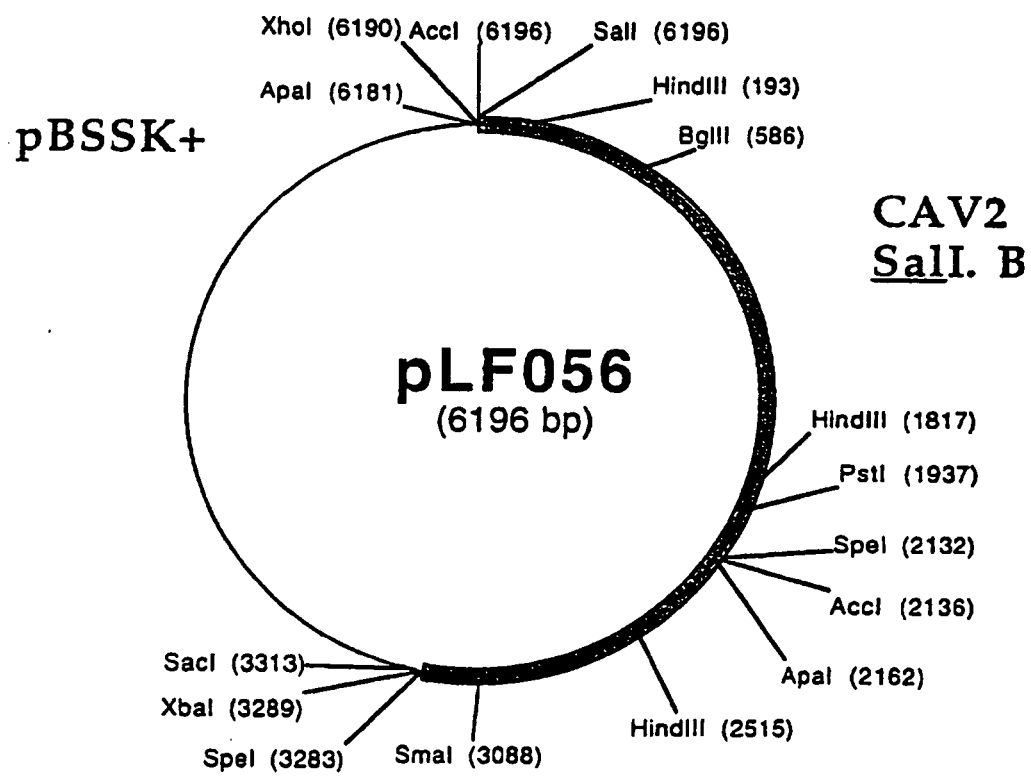 XhoI (6190) AccI (6196) SalI (6196)
ApaI (6181) HindIII (193)
pBSSK+
BglII (586)
CAV2
SalI. B
pLF056
(6196 bp)
HindIII (1817)
PstI (1937)
SpeI (2132)
AccI (2136)
SacI (3313)
ApaI (2162)
XbaI (3289)
HindIII (2515)
SpeI (3283) SmaI (3088)